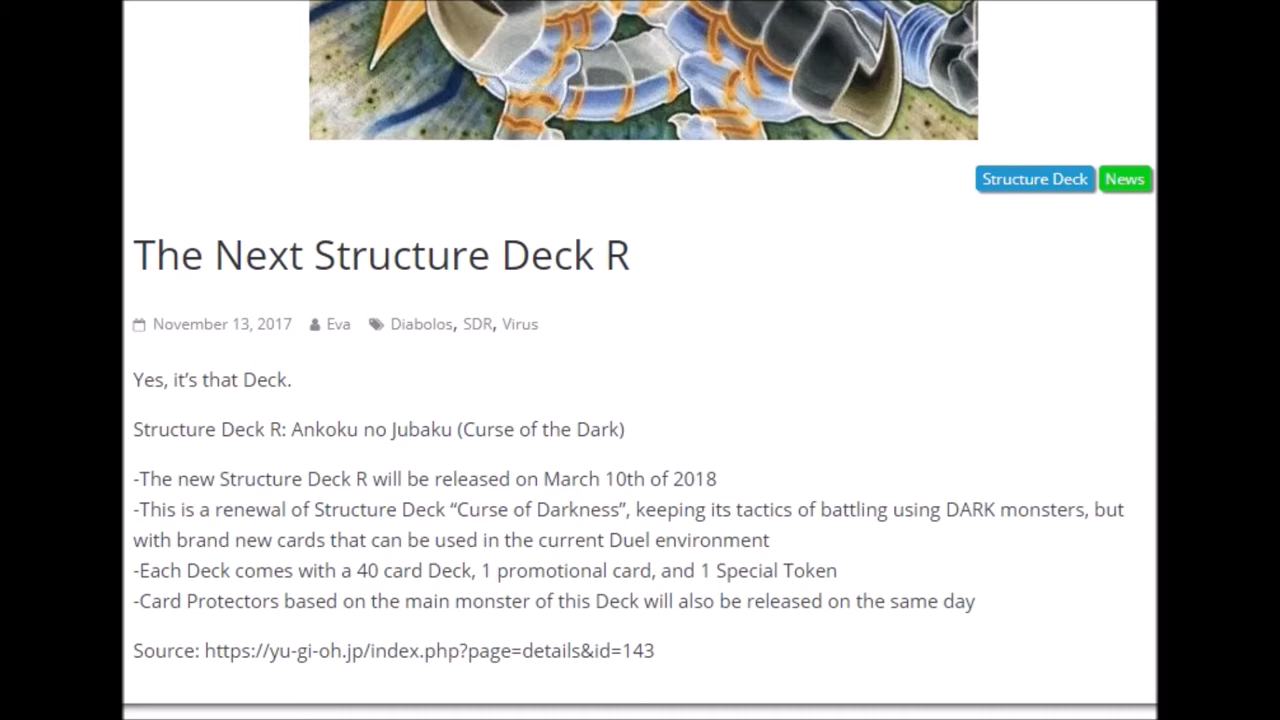 Structure Deck News
The Next Structure Deck R
November 13, 2017 Eva Diabolos, SDR, Virus
Yes, it’s that Deck.
Structure Deck R: Ankoku no Jubaku (Curse of the Dark)
-The new Structure Deck R will be released on March 10th of 2018
-This is a renewal of Structure Deck “Curse of Darkness”, keeping its tactics of battling using DARK monsters, but
with brand new cards that can be used in the current Duel environment
-Each Deck comes with a 40 card Deck, 1 promotional card, and 1 Special Token
-Card Protectors based on the main monster of this Deck will also be released on the same day
Source: https://yu-gi-oh.jp/index.php?page=details&id=143